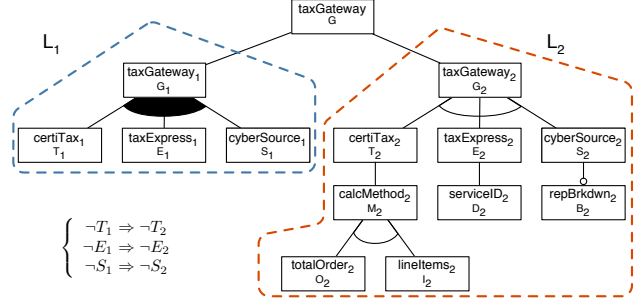 taxGateway
G
L₁
L₂
taxGateway₁
G₁
taxGateway₂
G₂
certiTax₁
T₁
taxExpress₁
E₁
cyberSource₁
S₁
certiTax₂
T₂
taxExpress₂
E₂
cyberSource₂
S₂
calcMethod₂
M₂
serviceID₂
D₂
repBrkdwn₂
B₂
¬T₁ ⇒ ¬T₂
¬E₁ ⇒ ¬E₂
¬S₁ ⇒ ¬S₂
totalOrder₂
O₂
lineItems₂
I₂